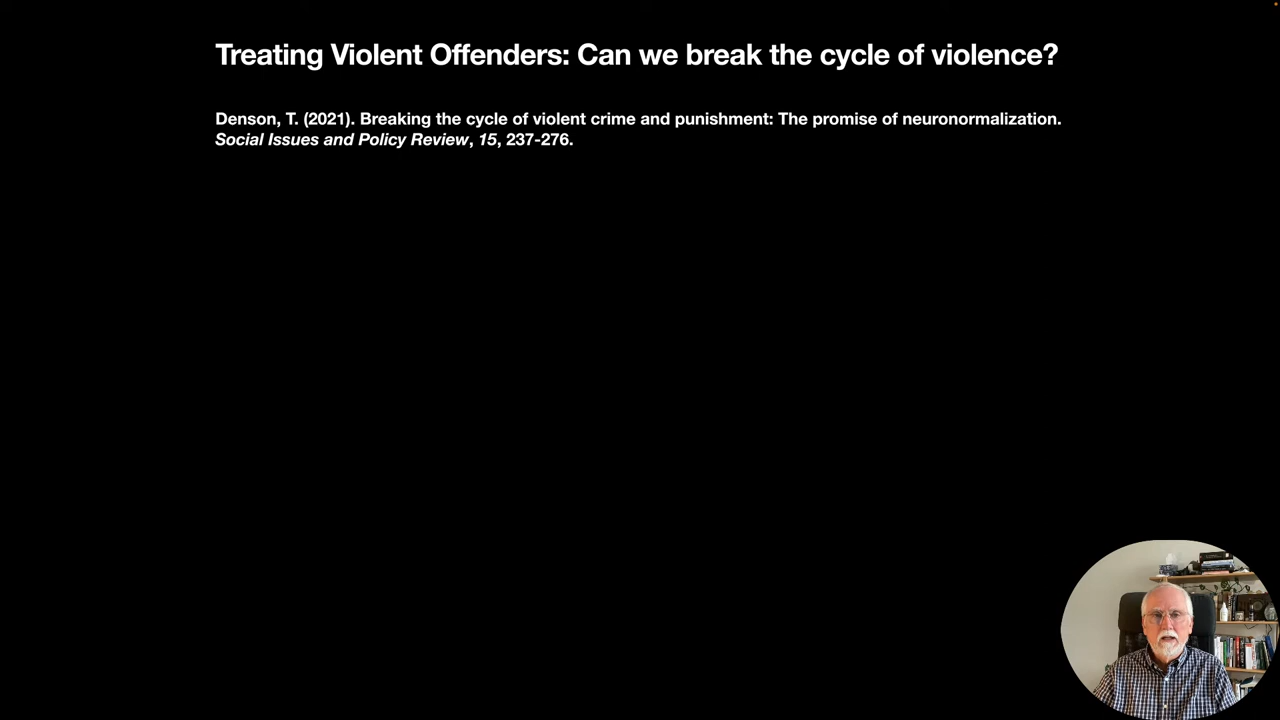 Treating Violent Offenders: Can we break the cycle of violence?
Denson, T. (2021). Breaking the cycle of violent crime and punishment: The promise of neuronormalization.
Social Issues and Policy Review, 15, 237-276.